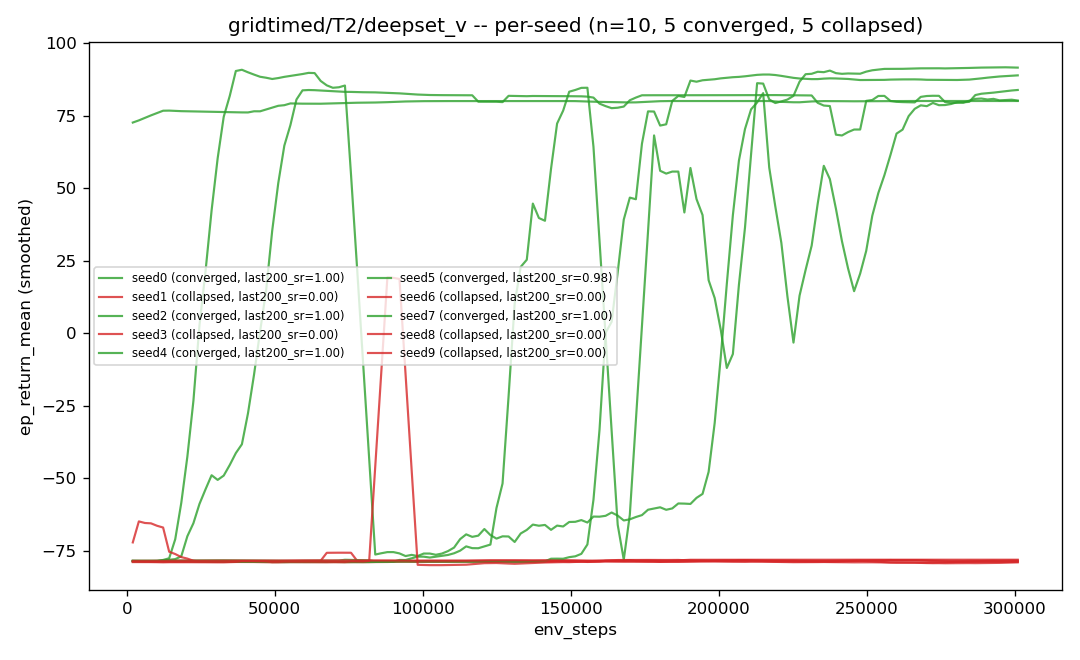 gridtimed/T2/deepset_v -- per-seed (n=10, 5 converged, 5 collapsed)
ep_return_mean (smoothed)
100
75
50
25
0
−25
−50
−75
seed0 (converged, last200_sr=1.00)
seed1 (collapsed, last200_sr=0.00)
seed2 (converged, last200_sr=1.00)
seed3 (collapsed, last200_sr=0.00)
seed4 (converged, last200_sr=1.00)
seed5 (converged, last200_sr=0.98)
seed6 (collapsed, last200_sr=0.00)
seed7 (converged, last200_sr=1.00)
seed8 (collapsed, last200_sr=0.00)
seed9 (collapsed, last200_sr=0.00)
0 50000 100000 150000 200000 250000 300000
env_steps